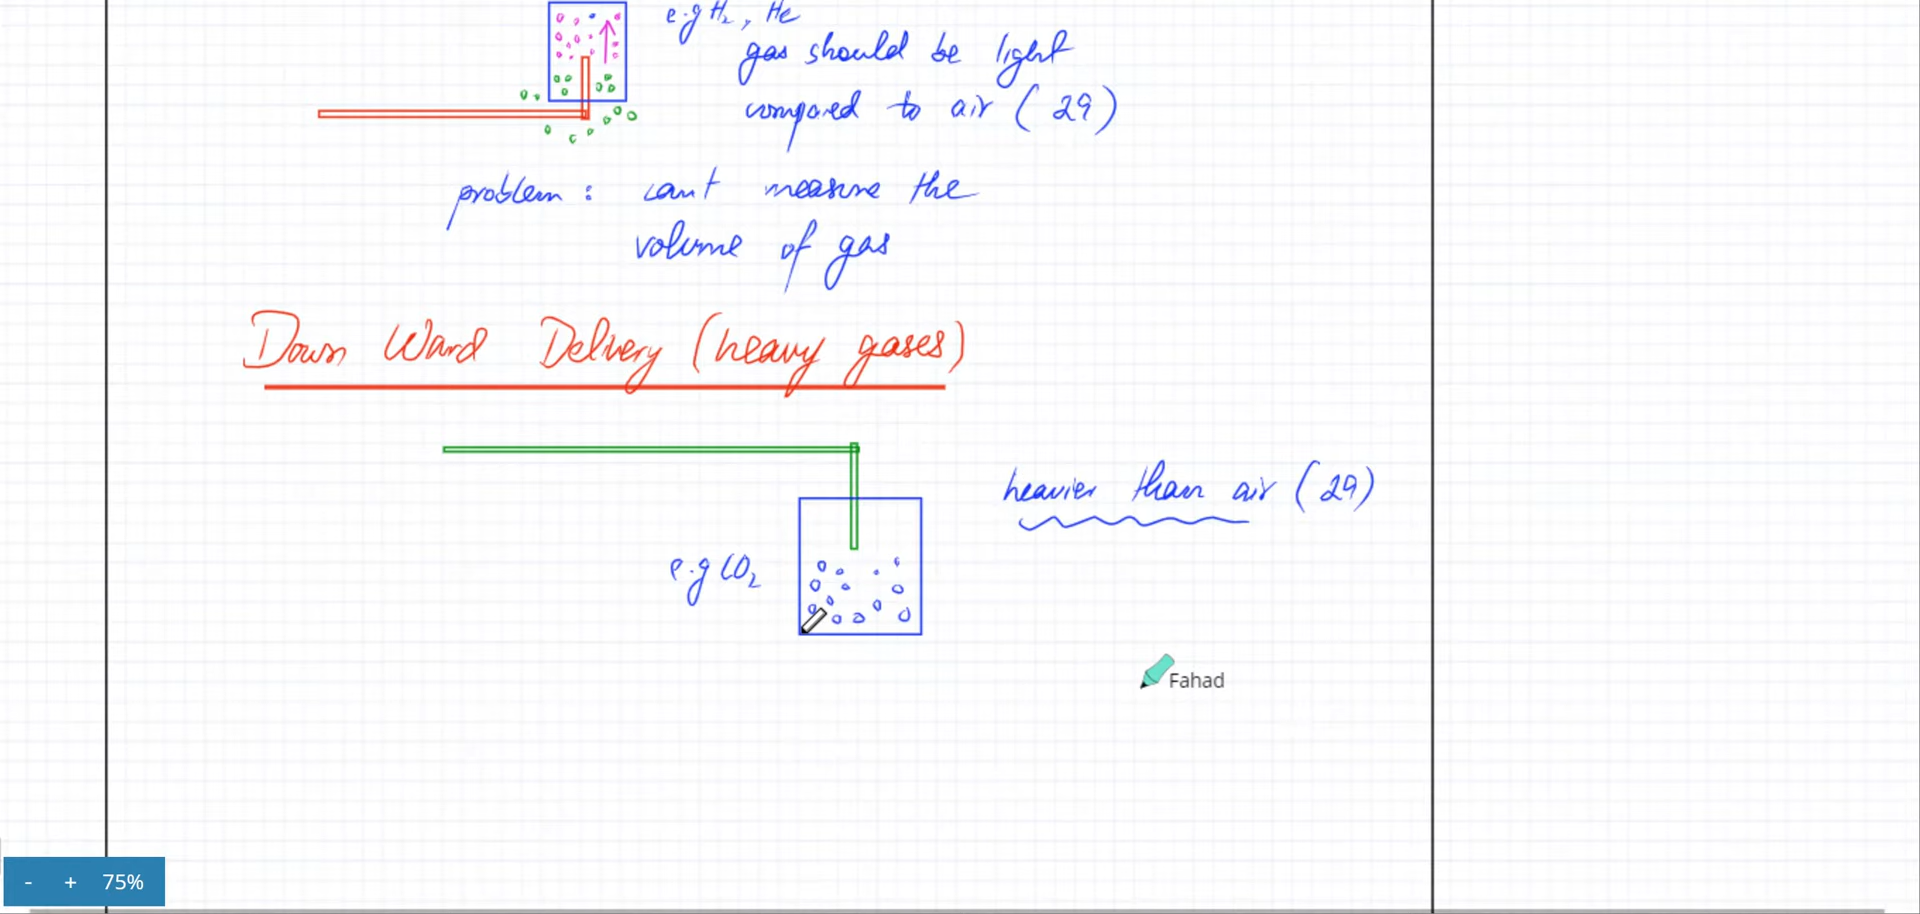 e.g H₂, He
gas should be light
compared to air (29)
problem: cant measure the
volume of gas
Down Ward Delivery (heavy gases)
heavier than air (29)
e.g CO₂
Fahad
- + 75%